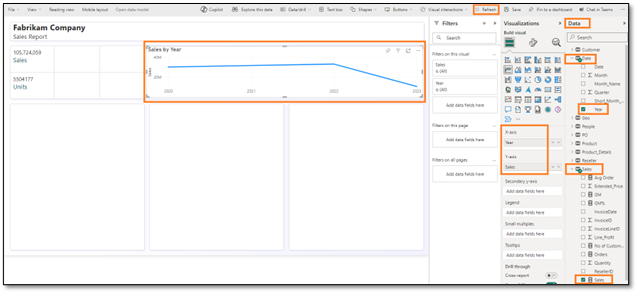 File
View
Reading view
Mobile layout
Open data model
Copilot
Explore this data
Data/drill
Text box
Shapes
Buttons
Visual interactions
Refresh
Save
Pin to a dashboard
Chat in Teams
Fabrikam Company
Sales Report
105,724,059
Sales
5504177
Units
Sales by Year
Sales
40M
20M
2020
2021
2022
2023
Year
Filters
Search
Filters on this visual
Sales
is (All)
Year
is (All)
Add data fields here
Filters on this page
Add data fields here
Filters on all pages
Add data fields here
Visualizations
Build visual
X-axis
Year
Y-axis
Sales
Secondary y-axis
Add data fields here
Legend
Add data fields here
Small multiples
Add data fields here
Tooltips
Add data fields here
Drill through
Cross-report
Data
Search
Customer
Date
Date
Month
Month_Name
Quarter
Short_Month_...
Year
Geo
People
PO
Product
Product_Details
Reseller
Sales
Avg Order
Extended_Price
GM
GM%
InvoiceDate
InvoiceID
InvoiceLineID
Line_Profit
No of Custom...
Orders
Quantity
ResellerID
Sales